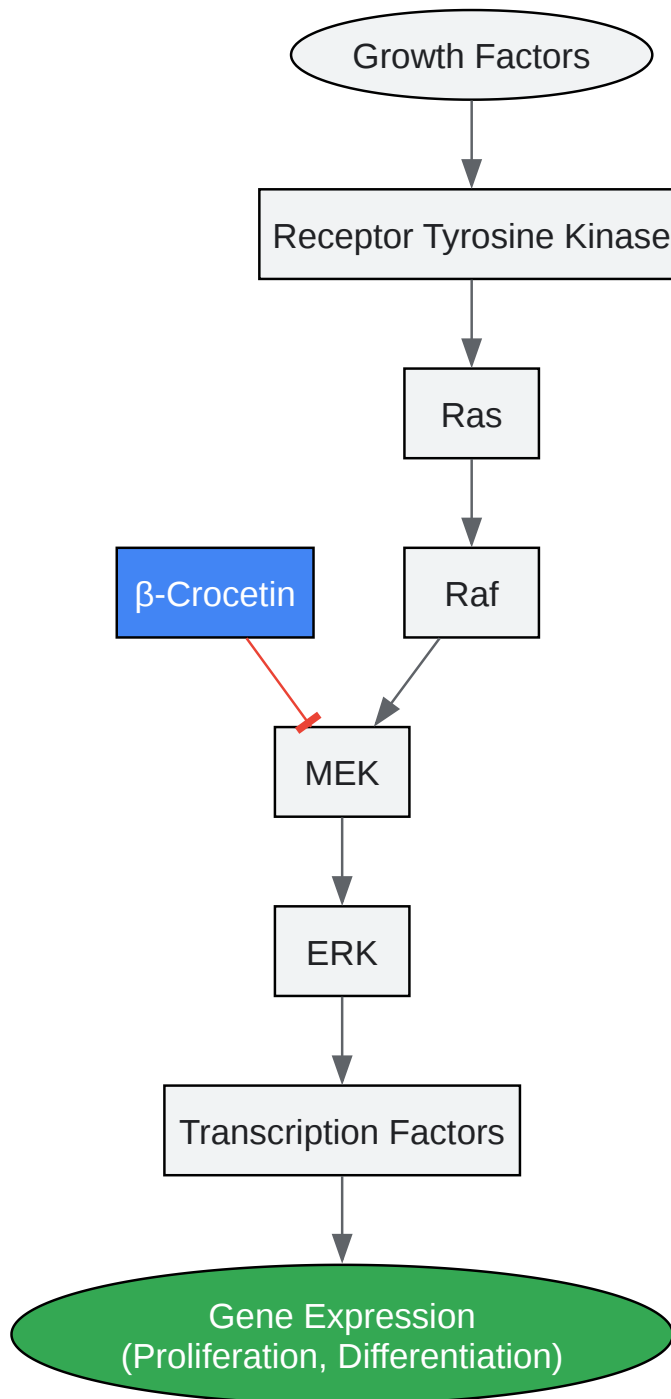 Growth Factors
Receptor Tyrosine Kinase
Ras
β-Crocetin
Raf
MEK
ERK
Transcription Factors
Gene Expression
(Proliferation, Differentiation)